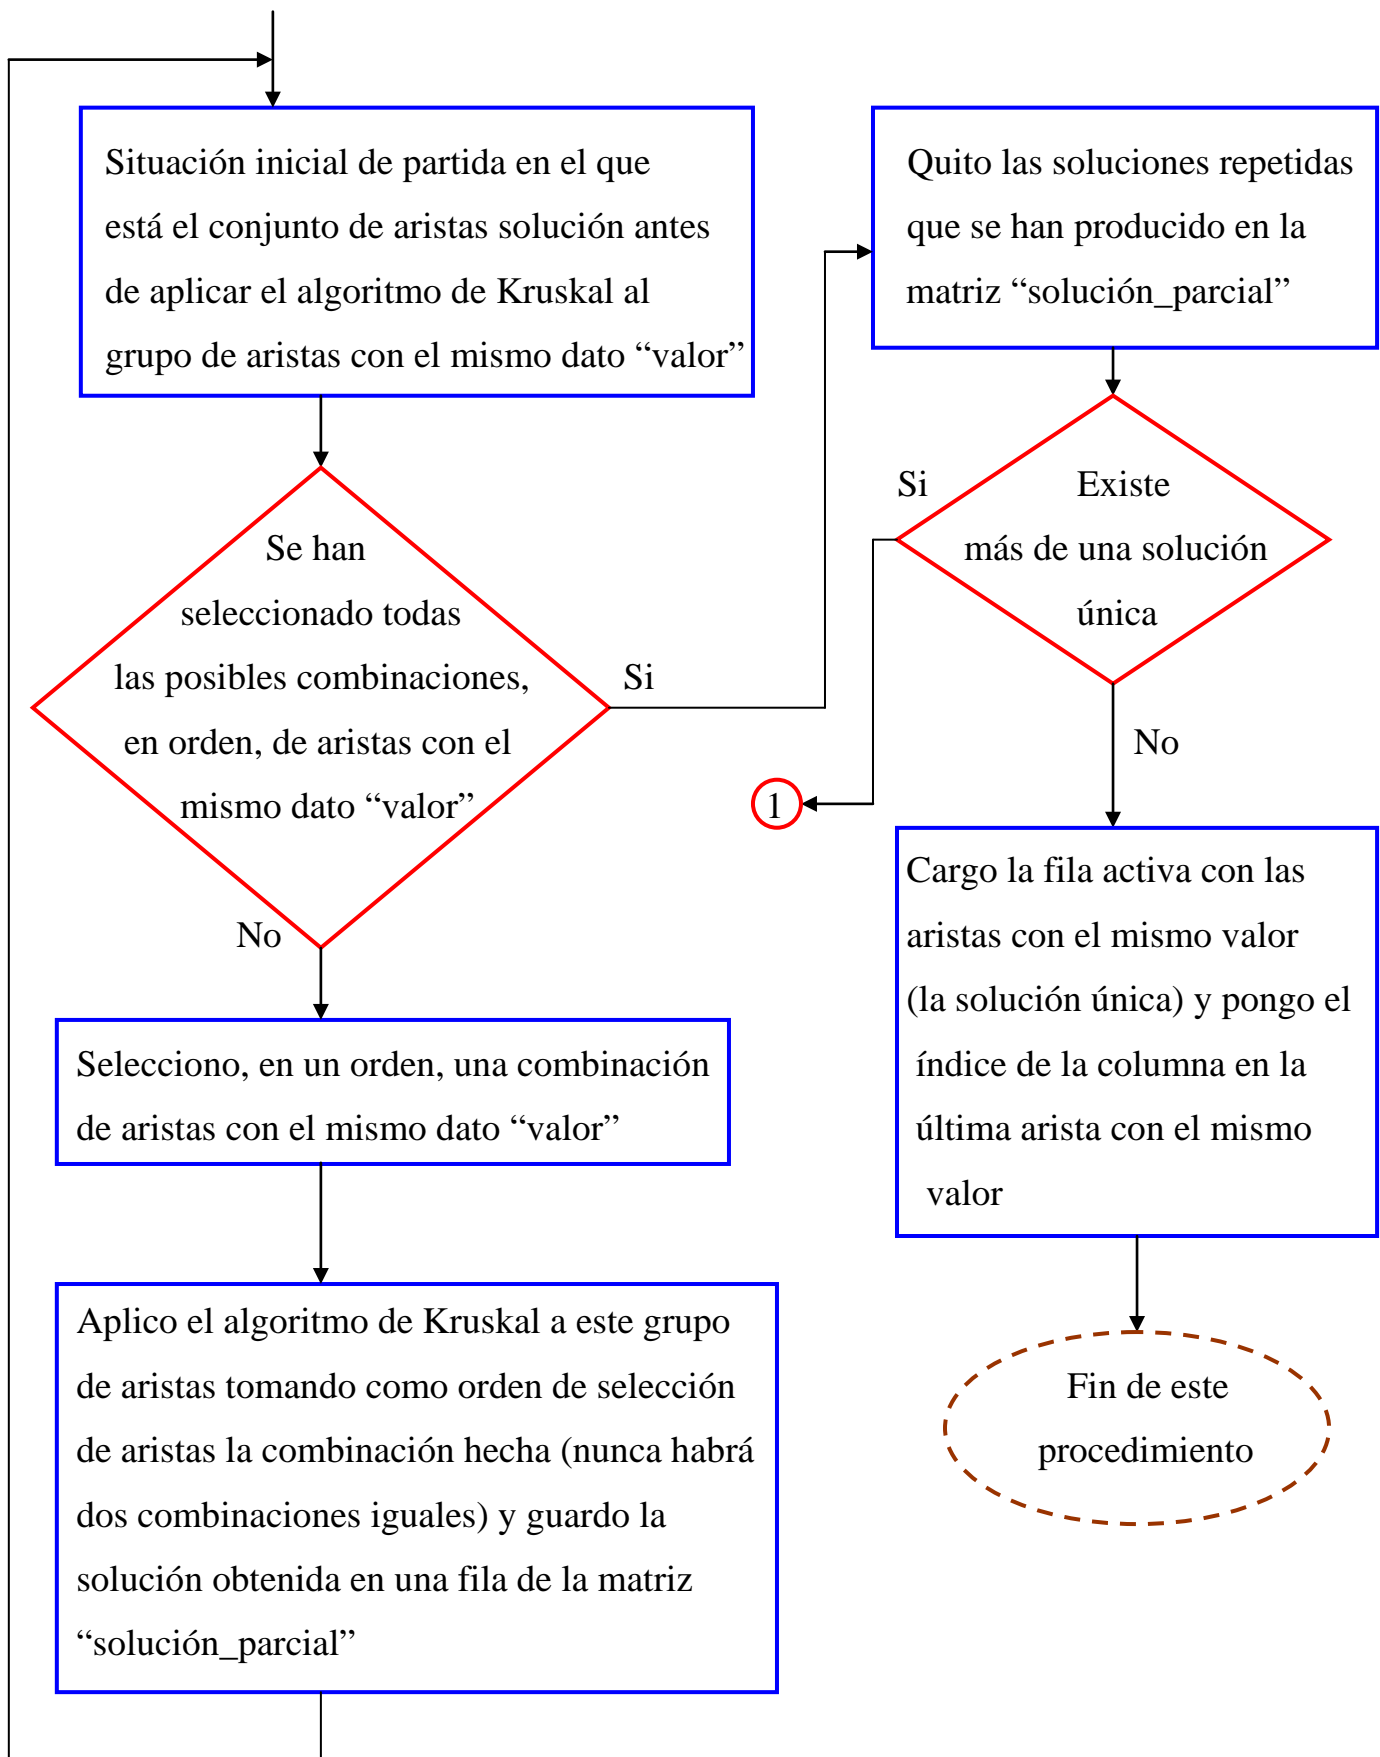 Situación inicial de partida en el que
está el conjunto de aristas solución antes
de aplicar el algoritmo de Kruskal al
grupo de aristas con el mismo dato “valor”
Se han
seleccionado todas
las posibles combinaciones,
en orden, de aristas con el
mismo dato “valor”
Si
No
Selecciono, en un orden, una combinación
de aristas con el mismo dato “valor”
Aplico el algoritmo de Kruskal a este grupo
de aristas tomando como orden de selección
de aristas la combinación hecha (nunca habrá
dos combinaciones iguales) y guardo la
solución obtenida en una fila de la matriz
“solución_parcial”
Quito las soluciones repetidas
que se han producido en la
matriz “solución_parcial”
Si
Existe
más de una solución
única
No
1
Cargo la fila activa con las
aristas con el mismo valor
(la solución única) y pongo el
índice de la columna en la
última arista con el mismo
valor
Fin de este
procedimiento